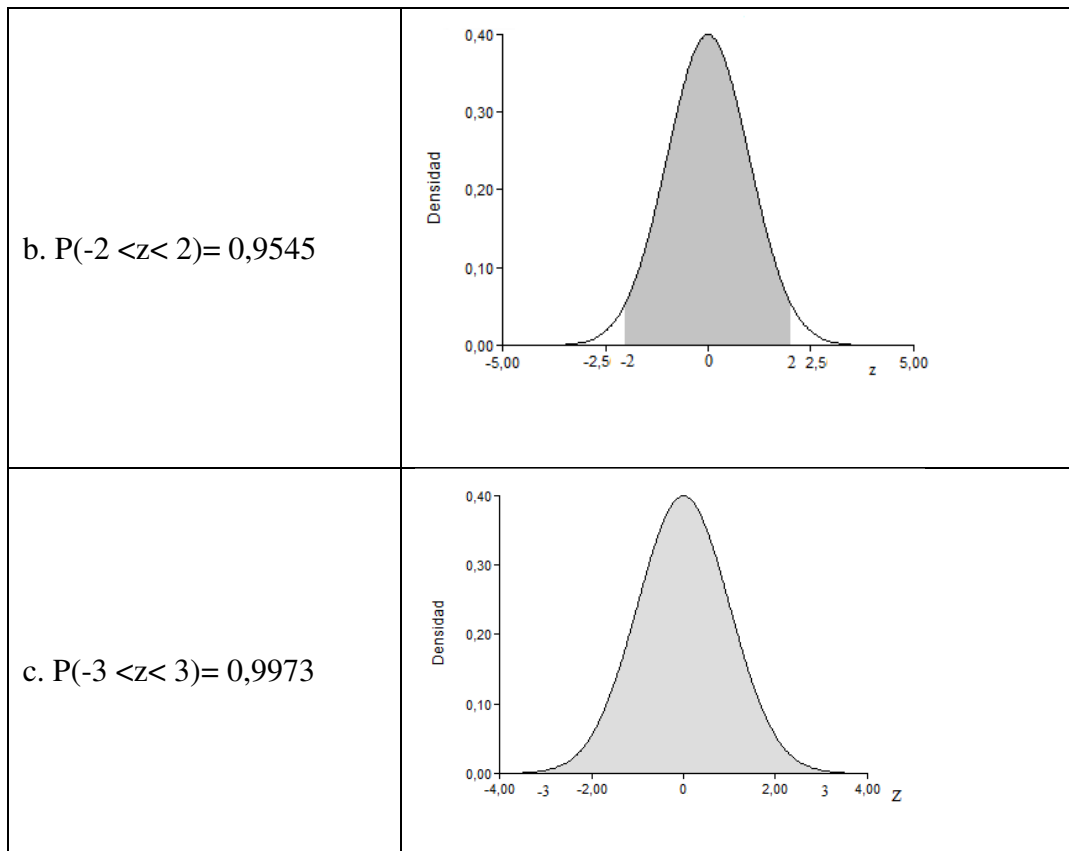 b. P(-2 <z< 2)= 0,9545
0,40
0,30
0,20
0,10
0,00
Densidad
-5,00 -2,5 -2 0 2 2,5 z 5,00
c. P(-3 <z< 3)= 0,9973
0,40
0,30
0,20
0,10
0,00
Densidad
-4,00 -3 -2,00 0 2,00 3 4,00 Z